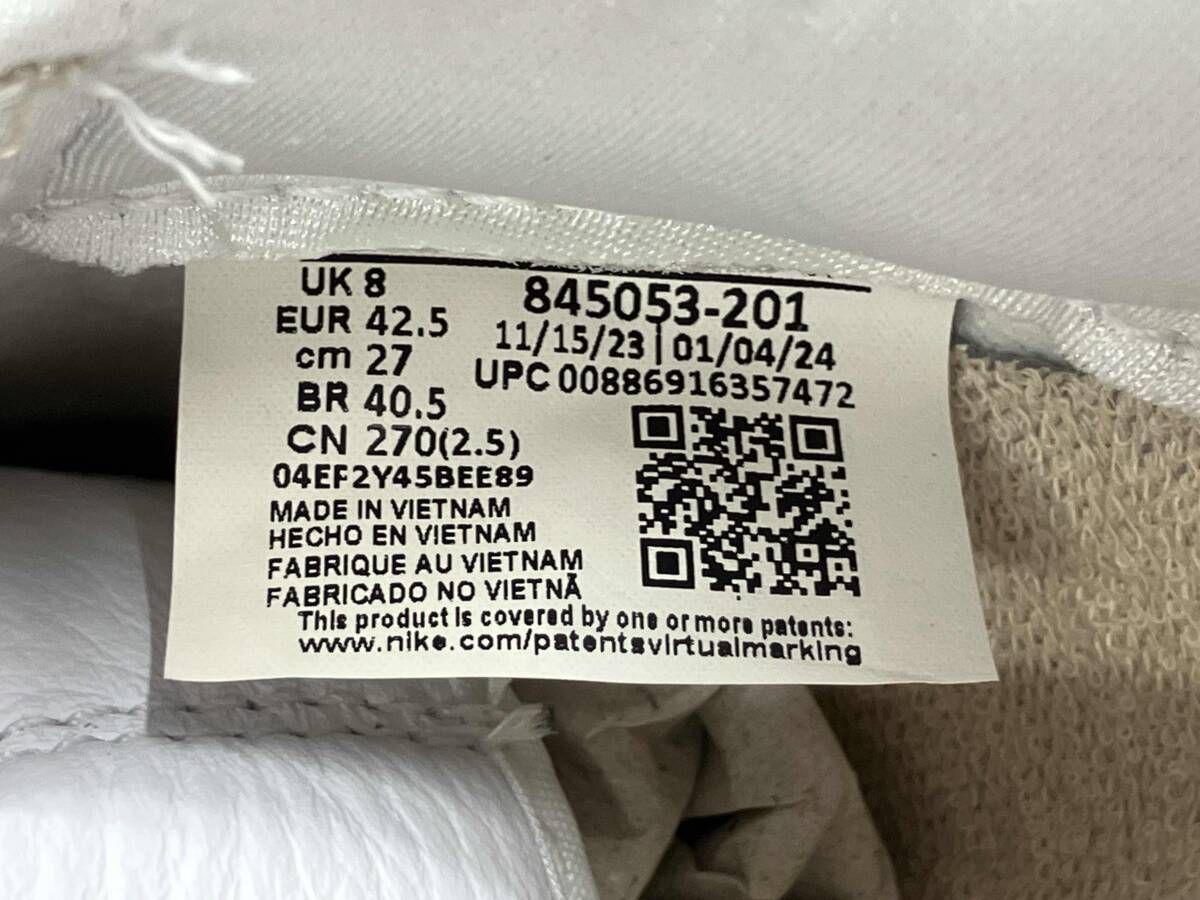 UK 8
EUR 42.5
cm 27
BR 40.5
CN 270(2.5)
04EF2Y45BEE89
845053-201
11/15/23 | 01/04/24
UPC 00886916357472
MADE IN VIETNAM
HECHO EN VIETNAM
FABRIQUE AU VIETNAM
FABRICADO NO VIETNÃ
This product is covered by one or more patents:
www.nike.com/patentsvirtualmarking